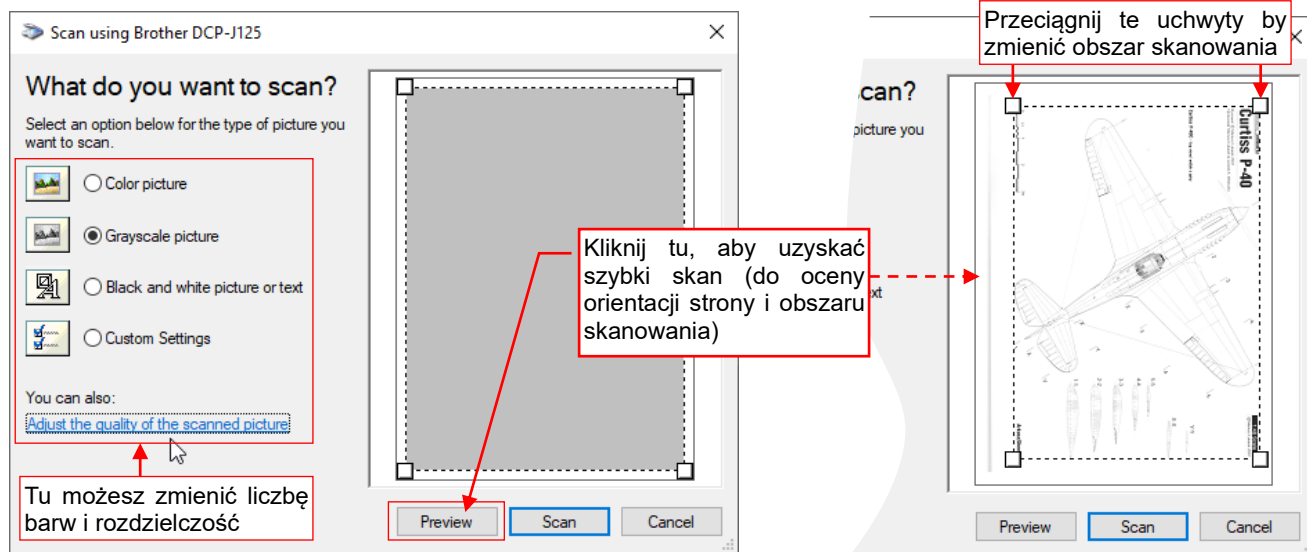 Scan using Brother DCP-J125
What do you want to scan?
Select an option below for the type of picture you
want to scan.
Color picture
Grayscale picture
Black and white picture or text
Custom Settings
You can also:
Adjust the quality of the scanned picture
Tu możesz zmienić liczbę
barw i rozdzielczość
Preview
Scan
Cancel
Kliknij tu, aby uzyskać
szybki skan (do oceny
orientacji strony i obszaru
skanowania)
Przeciągnij te uchwyty by
zmienić obszar skanowania
can?
picture you
ext
Curtiss P-40
Preview
Scan
Cancel